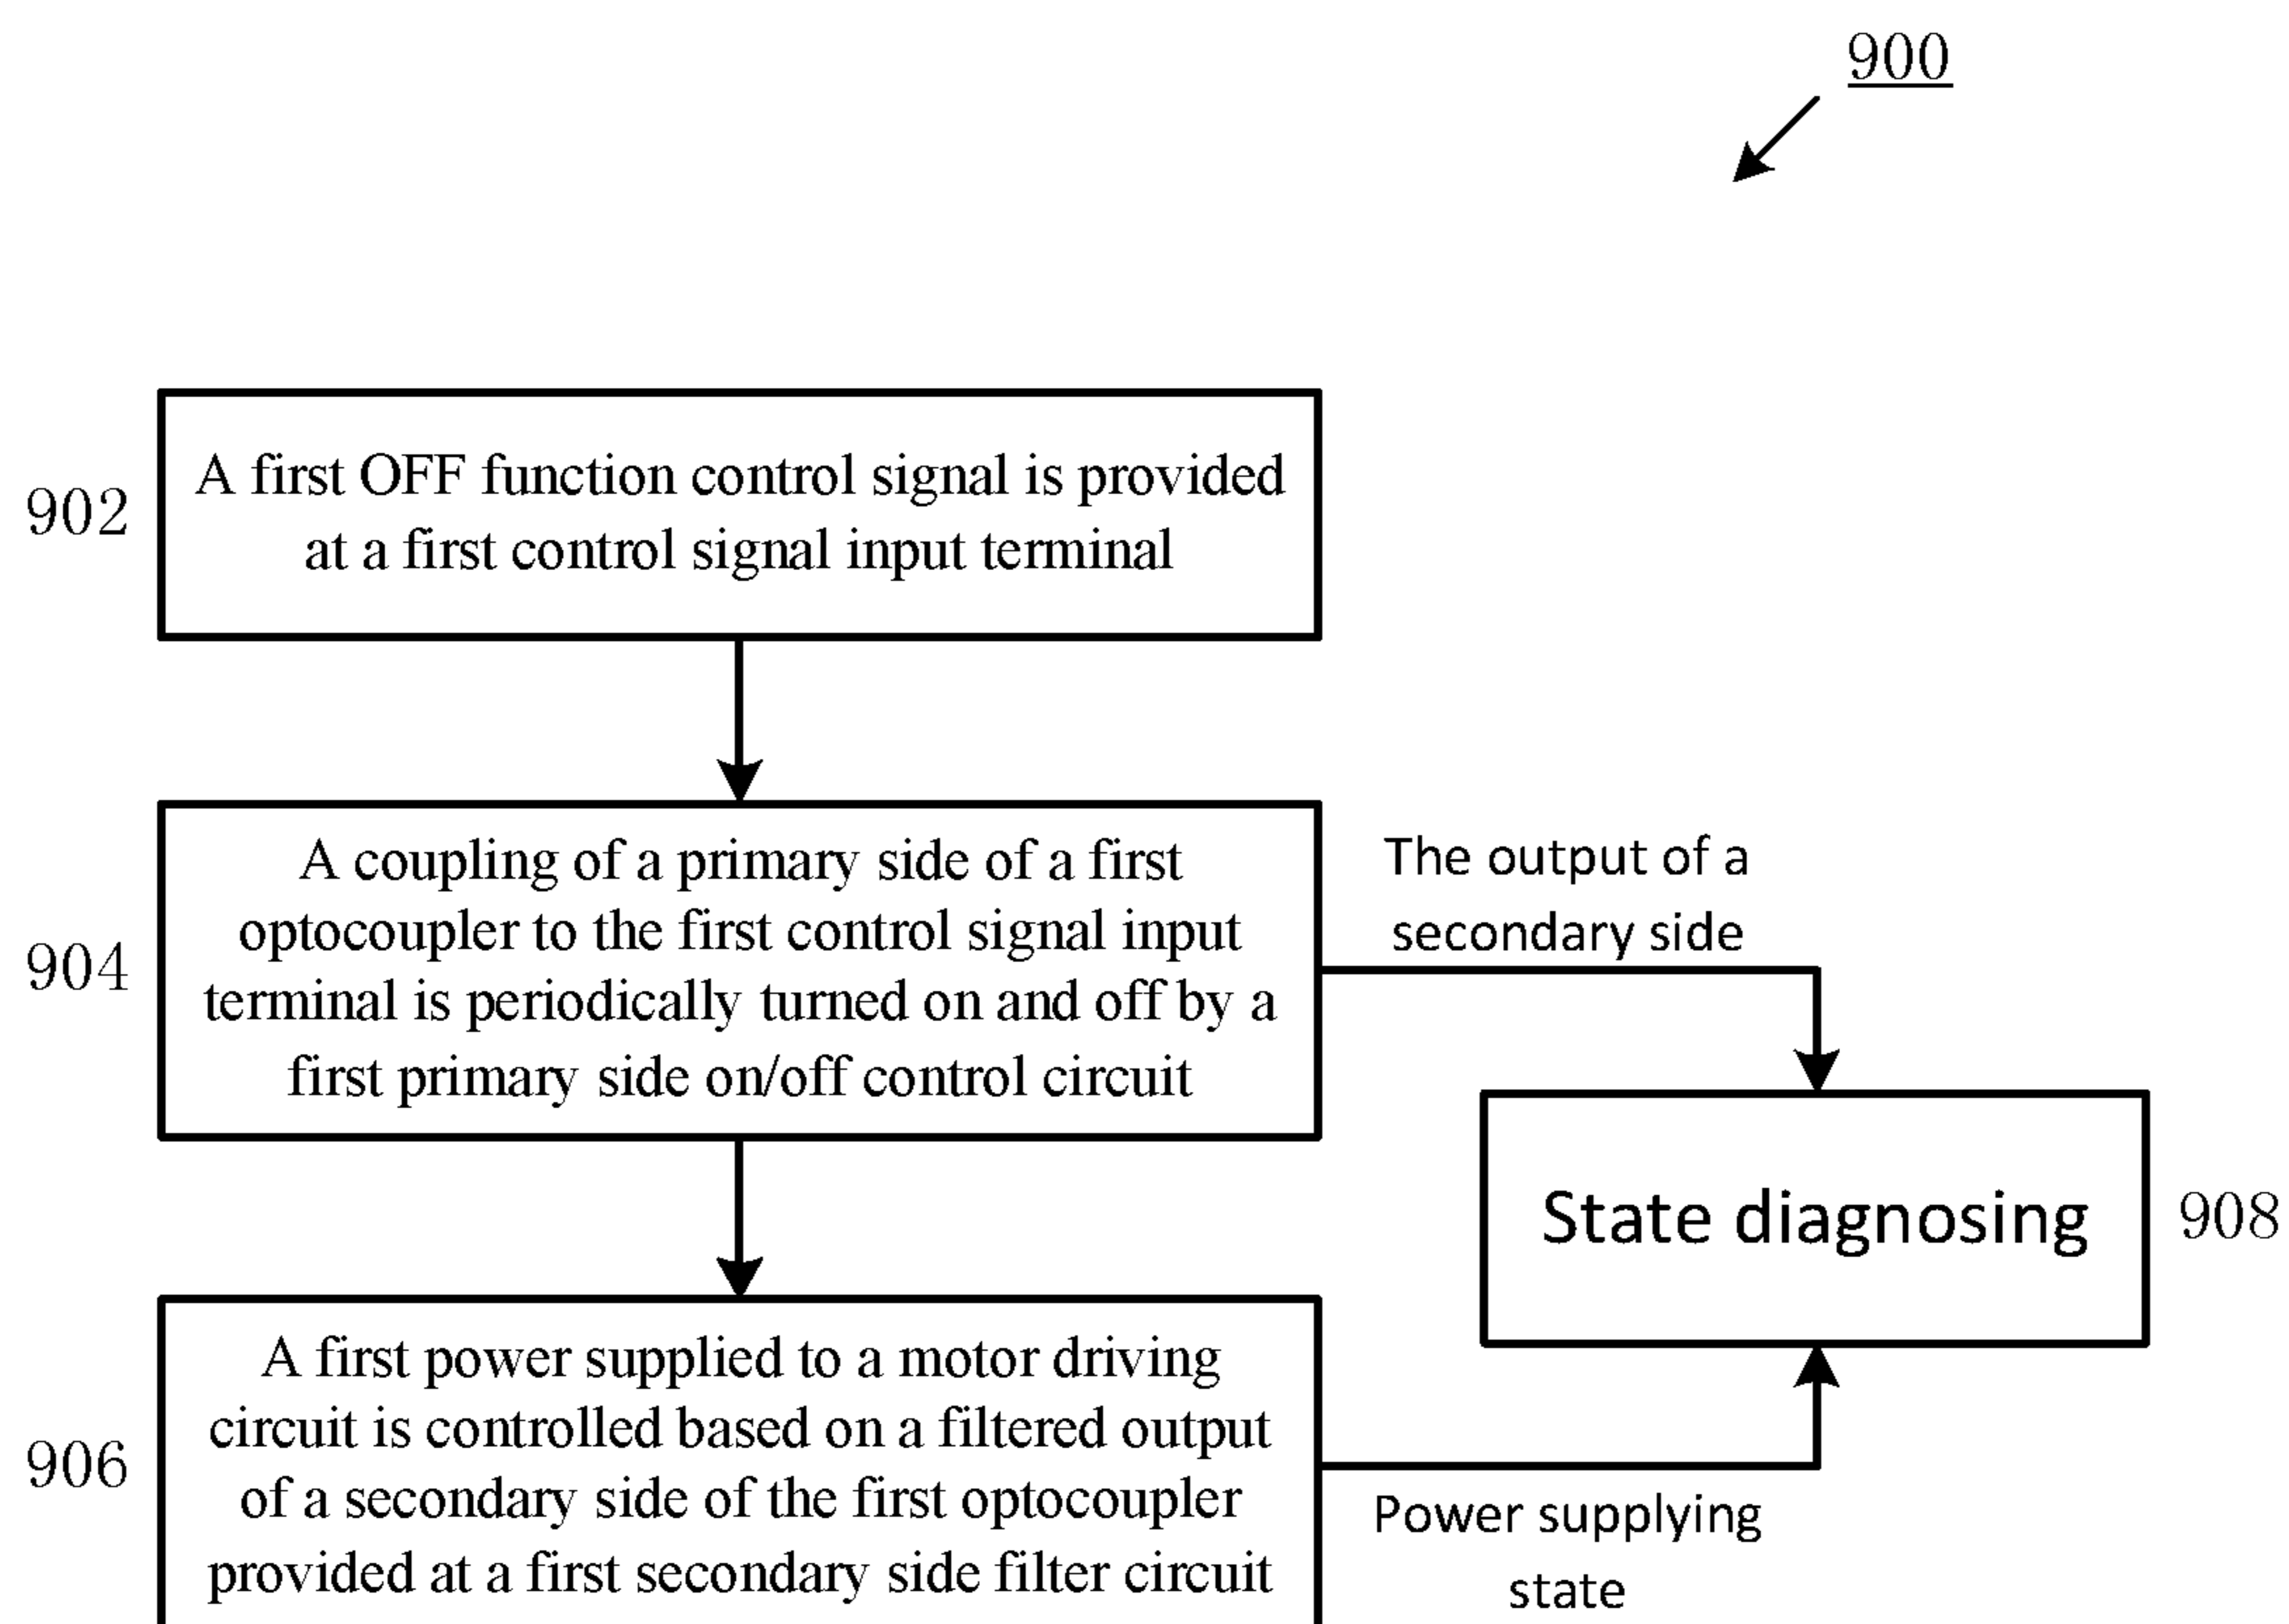 900
902
A first OFF function control signal is provided
at a first control signal input terminal
904
A coupling of a primary side of a first
optocoupler to the first control signal input
terminal is periodically turned on and off by a
first primary side on/off control circuit
The output of a
secondary side
State diagnosing
908
906
A first power supplied to a motor driving
circuit is controlled based on a filtered output
of a secondary side of the first optocoupler
provided at a first secondary side filter circuit
Power supplying
state